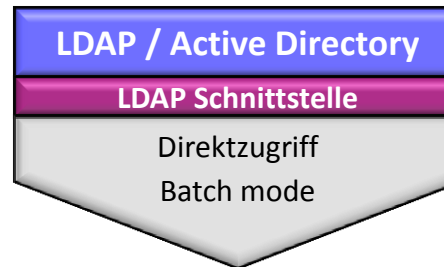 LDAP / Active Directory
LDAP Schnittstelle
Direktzugriff
Batch mode